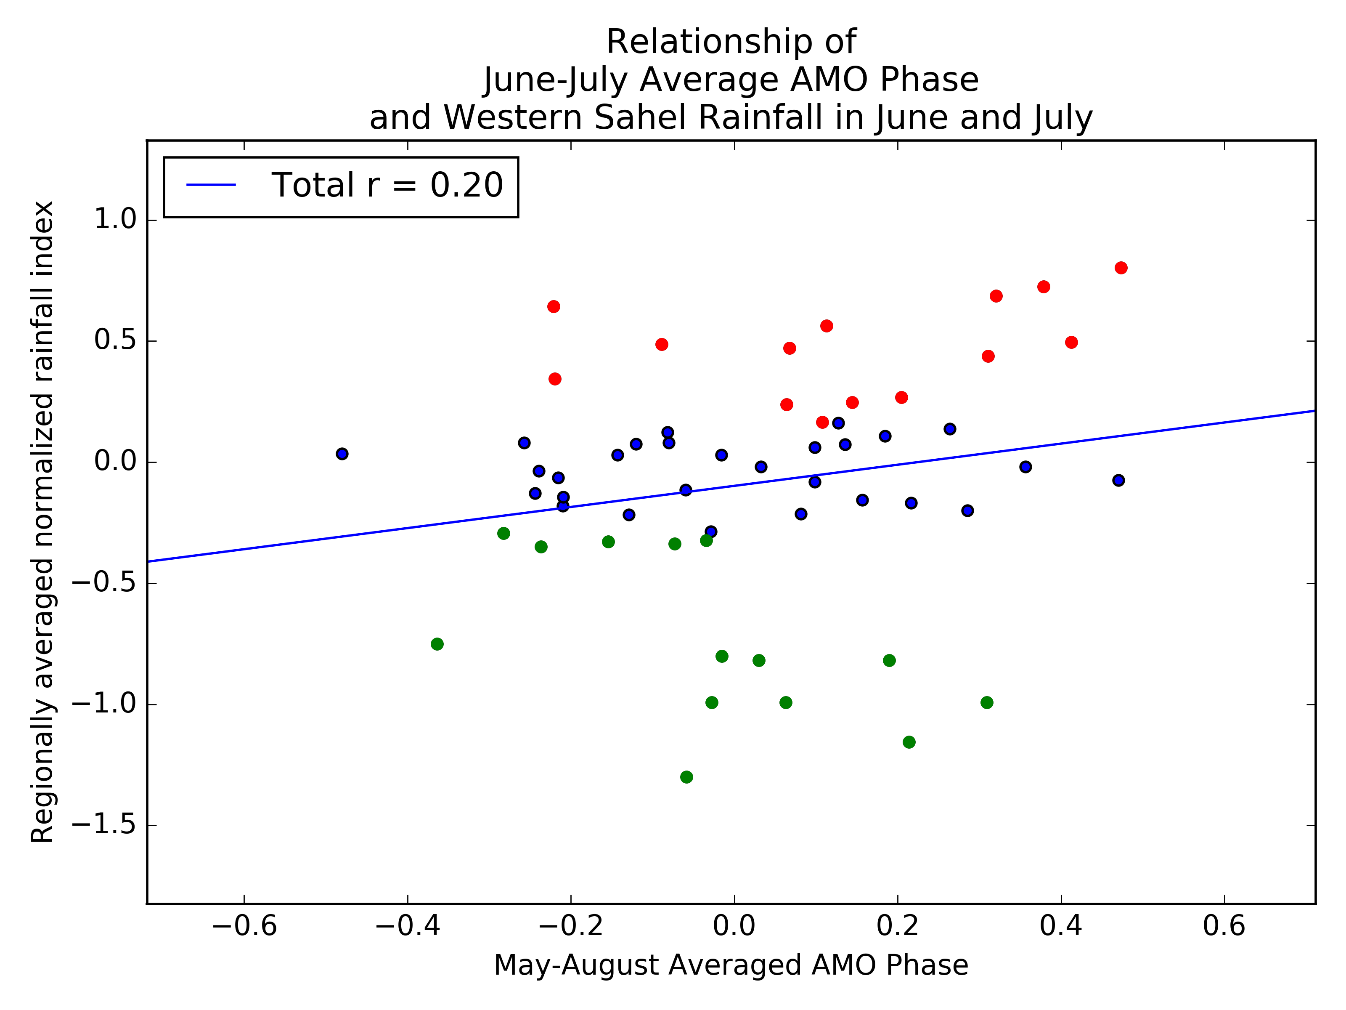 Relationship of
June-July Average AMO Phase
and Western Sahel Rainfall in June and July
Total r = 0.20
Regionally averaged normalized rainfall index
1.0
0.5
0.0
−0.5
−1.0
−1.5
−0.6 −0.4 −0.2 0.0 0.2 0.4 0.6
May-August Averaged AMO Phase